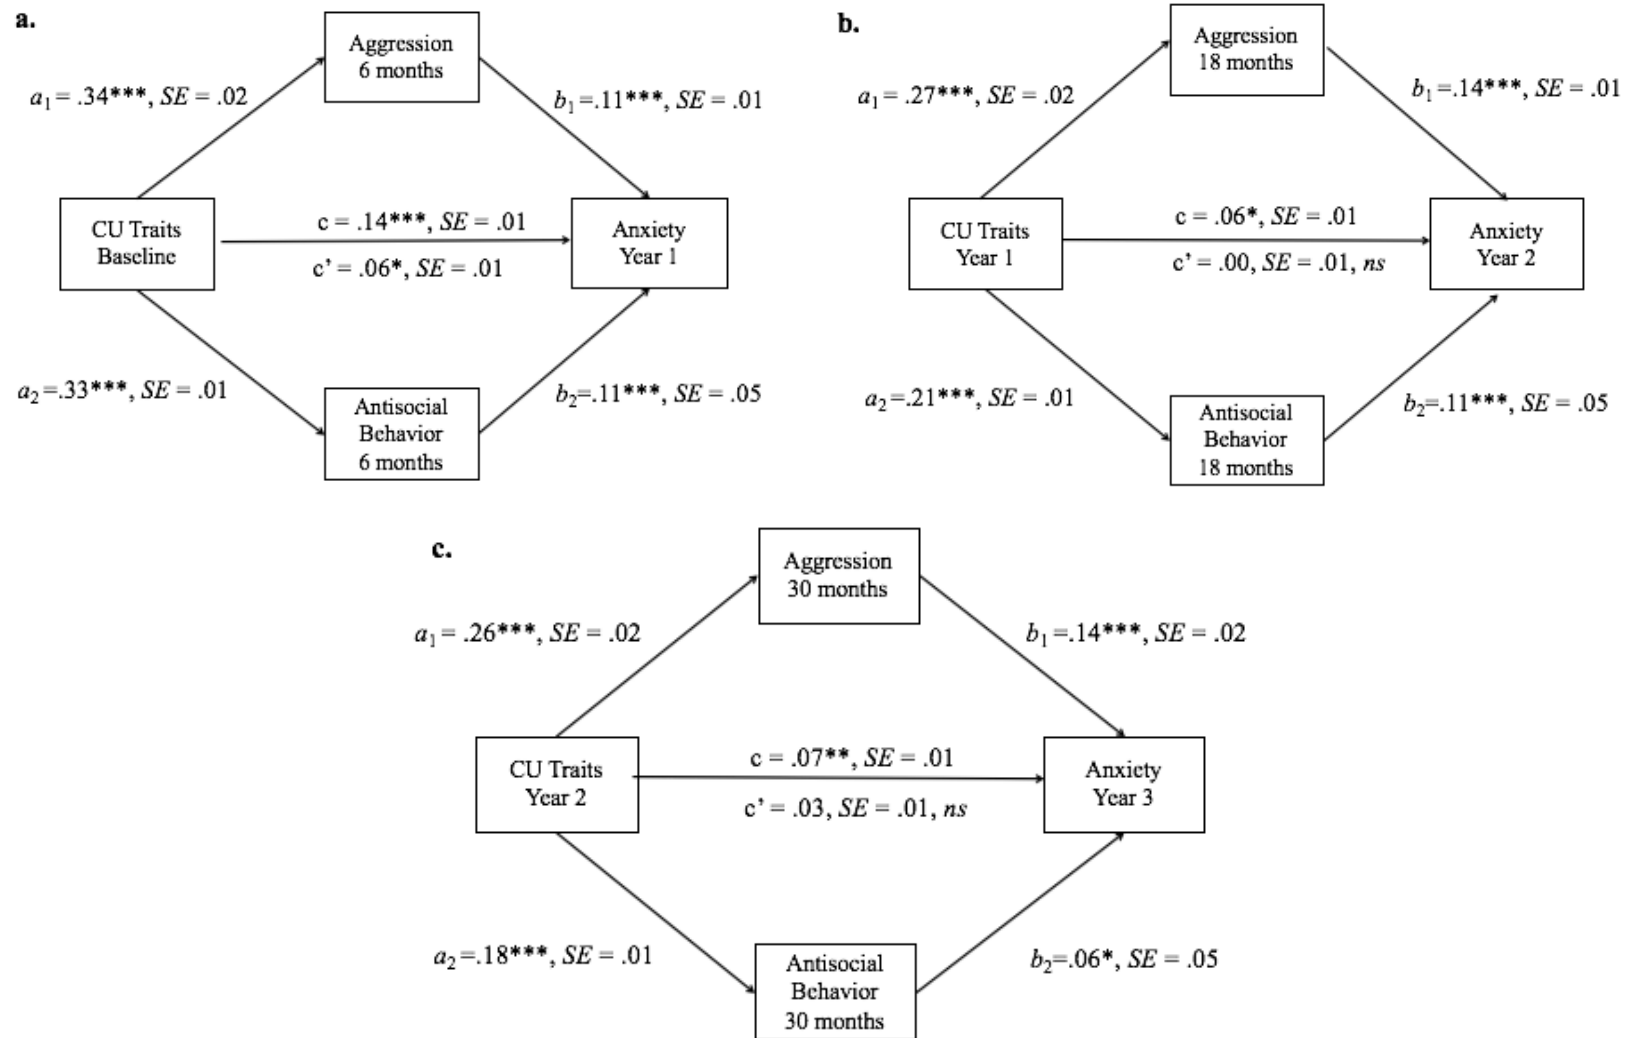 a.
Aggression
6 months
a₁ = .34***, SE = .02
b₁ =.11***, SE = .01
CU Traits
Baseline
c = .14***, SE = .01
c’ = .06*, SE = .01
Anxiety
Year 1
a₂ =.33***, SE = .01
b₂=.11***, SE = .05
Antisocial
Behavior
6 months
b.
Aggression
18 months
a₁ = .27***, SE = .02
b₁ =.14***, SE = .01
CU Traits
Year 1
c = .06*, SE = .01
c’ = .00, SE = .01, ns
Anxiety
Year 2
a₂ =.21***, SE = .01
b₂=.11***, SE = .05
Antisocial
Behavior
18 months
c.
Aggression
30 months
a₁ = .26***, SE = .02
b₁ =.14***, SE = .02
CU Traits
Year 2
c = .07**, SE = .01
c’ = .03, SE = .01, ns
Anxiety
Year 3
a₂ =.18***, SE = .01
b₂=.06*, SE = .05
Antisocial
Behavior
30 months